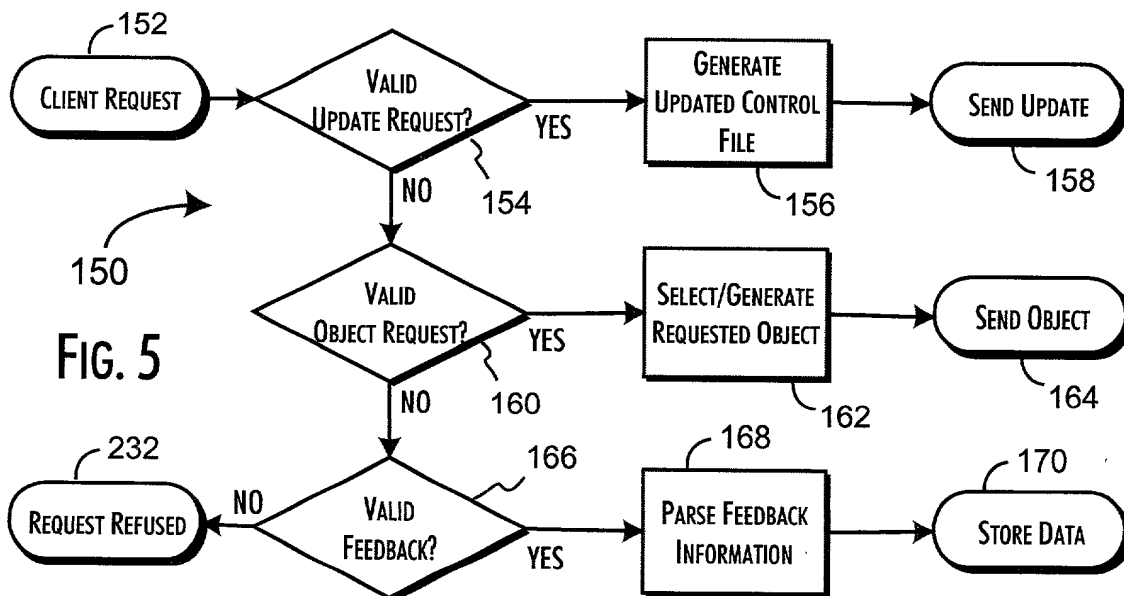 152
CLIENT REQUEST
VALID
UPDATE REQUEST?
YES
NO
154
GENERATE
UPDATED CONTROL
FILE
156
SEND UPDATE
158
150
VALID
OBJECT REQUEST?
YES
NO
160
SELECT/GENERATE
REQUESTED OBJECT
162
SEND OBJECT
164
FIG. 5
232
REQUEST REFUSED
NO
VALID
FEEDBACK?
166
YES
168
PARSE FEEDBACK
INFORMATION
170
STORE DATA